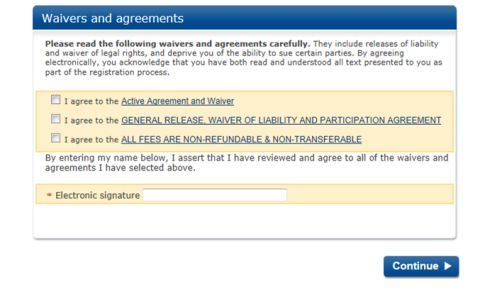 Waivers and agreements
Please read the following waivers and agreements carefully. They include releases of liability
and waiver of legal rights, and deprive you of the ability to sue certain parties. By agreeing
electronically, you acknowledge that you have both read and understood all text presented to you as
part of the registration process.
I agree to the Active Agreement and Waiver
I agree to the GENERAL RELEASE, WAIVER OF LIABILITY AND PARTICIPATION AGREEMENT
I agree to the ALL FEES ARE NON-REFUNDABLE & NON-TRANSFERABLE
By entering my name below, I assert that I have reviewed and agree to all of the waivers and
agreements I have selected above.
* Electronic signature
Continue